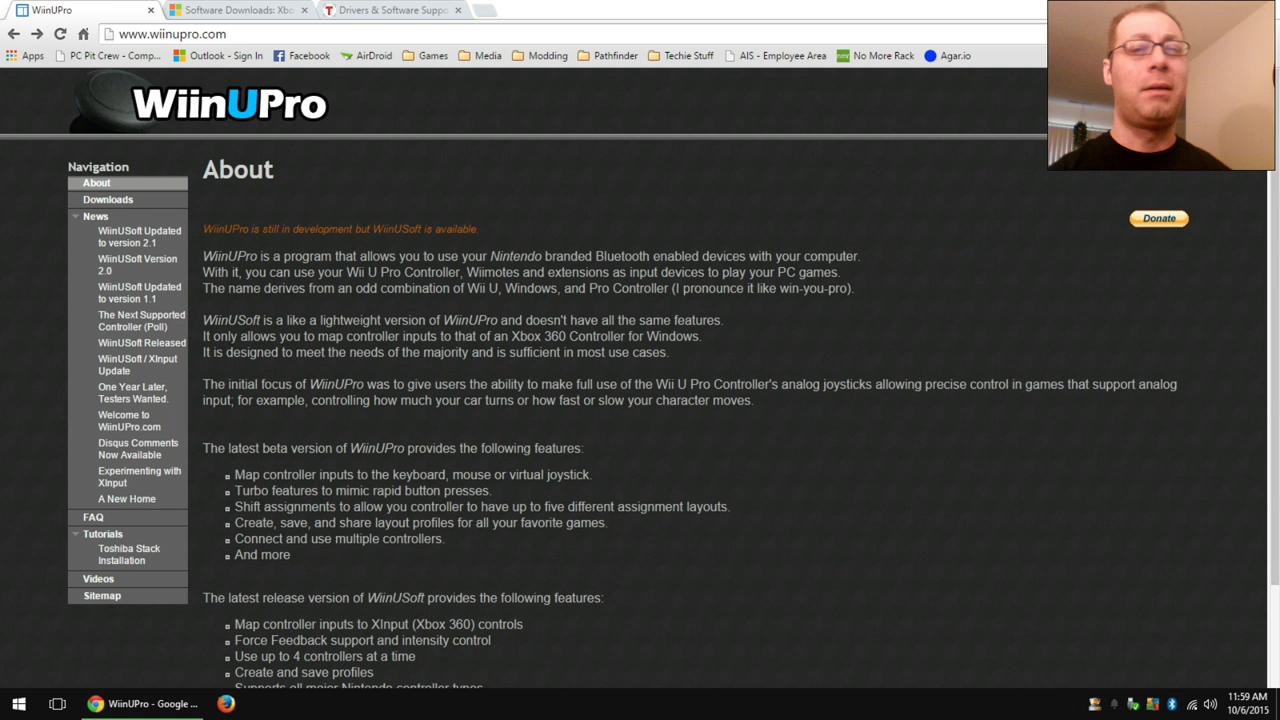 WiinUPro
Software Downloads: Xbo
Drivers & Software Suppo
www.wiinupro.com
Apps
PC Pit Crew - Comp...
Outlook - Sign In
Facebook
AirDroid
Games
Media
Modding
Pathfinder
Techie Stuff
AIS - Employee Area
No More Rack
Agar.io
WiinUPro
Navigation
About
Downloads
News
WiinUSoft Updated
to version 2.1
WiinUSoft Version
2.0
WiinUSoft Updated
to version 1.1
The Next Supported
Controller (Poll)
WiinUSoft Released
WiinUSoft / XInput
Update
One Year Later,
Testers Wanted.
Welcome to
WiinUPro.com
Disqus Comments
Now Available
Experimenting with
XInput
A New Home
FAQ
Tutorials
Toshiba Stack
Installation
Videos
Sitemap
About
Donate
WiinUPro is still in development but WiinUSoft is available.
WiinUPro is a program that allows you to use your Nintendo branded Bluetooth enabled devices with your computer.
With it, you can use your Wii U Pro Controller, Wiimotes and extensions as input devices to play your PC games.
The name derives from an odd combination of Wii U, Windows, and Pro Controller (I pronounce it like win-you-pro).
WiinUSoft is a like a lightweight version of WiinUPro and doesn't have all the same features.
It only allows you to map controller inputs to that of an Xbox 360 Controller for Windows.
It is designed to meet the needs of the majority and is sufficient in most use cases.
The initial focus of WiinUPro was to give users the ability to make full use of the Wii U Pro Controller's analog joysticks allowing precise control in games that support analog
input; for example, controlling how much your car turns or how fast or slow your character moves.
The latest beta version of WiinUPro provides the following features:
Map controller inputs to the keyboard, mouse or virtual joystick.
Turbo features to mimic rapid button presses.
Shift assignments to allow you controller to have up to five different assignment layouts.
Create, save, and share layout profiles for all your favorite games.
Connect and use multiple controllers.
And more
The latest release version of WiinUSoft provides the following features:
Map controller inputs to XInput (Xbox 360) controls
Force Feedback support and intensity control
Use up to 4 controllers at a time
Create and save profiles
Supports all major Nintendo controller types
WiinUPro - Google ...
11:59 AM
10/6/2015